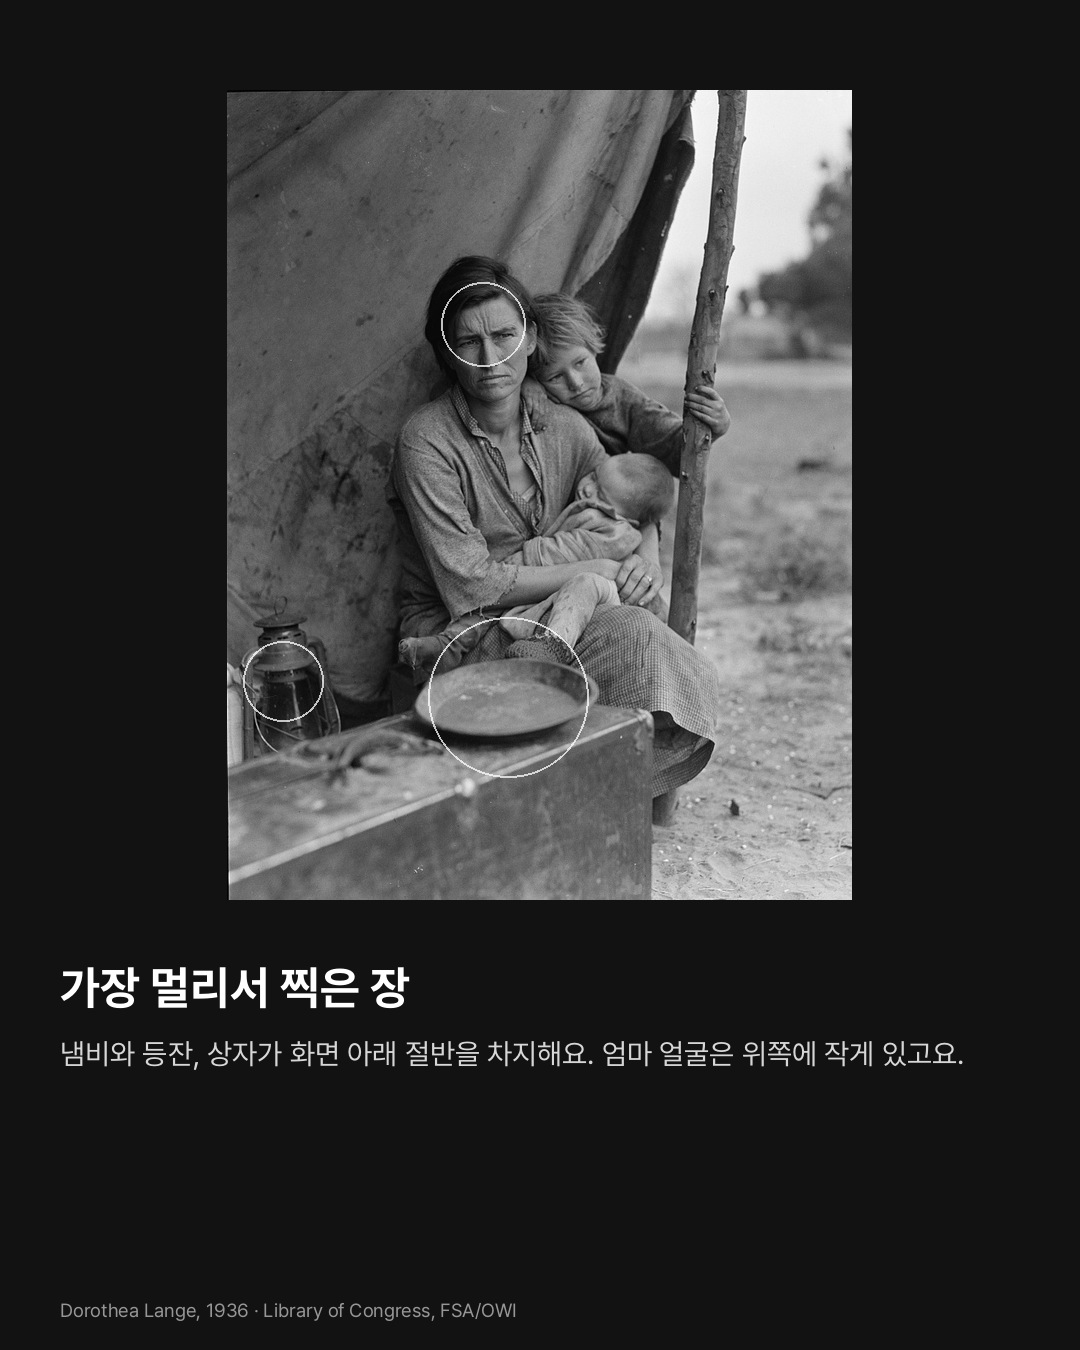 가장 멀리서 찍은 장
냄비와 등잔, 상자가 화면 아래 절반을 차지해요. 엄마 얼굴은 위쪽에 작게 있고요.
Dorothea Lange, 1936 · Library of Congress, FSA/OWI